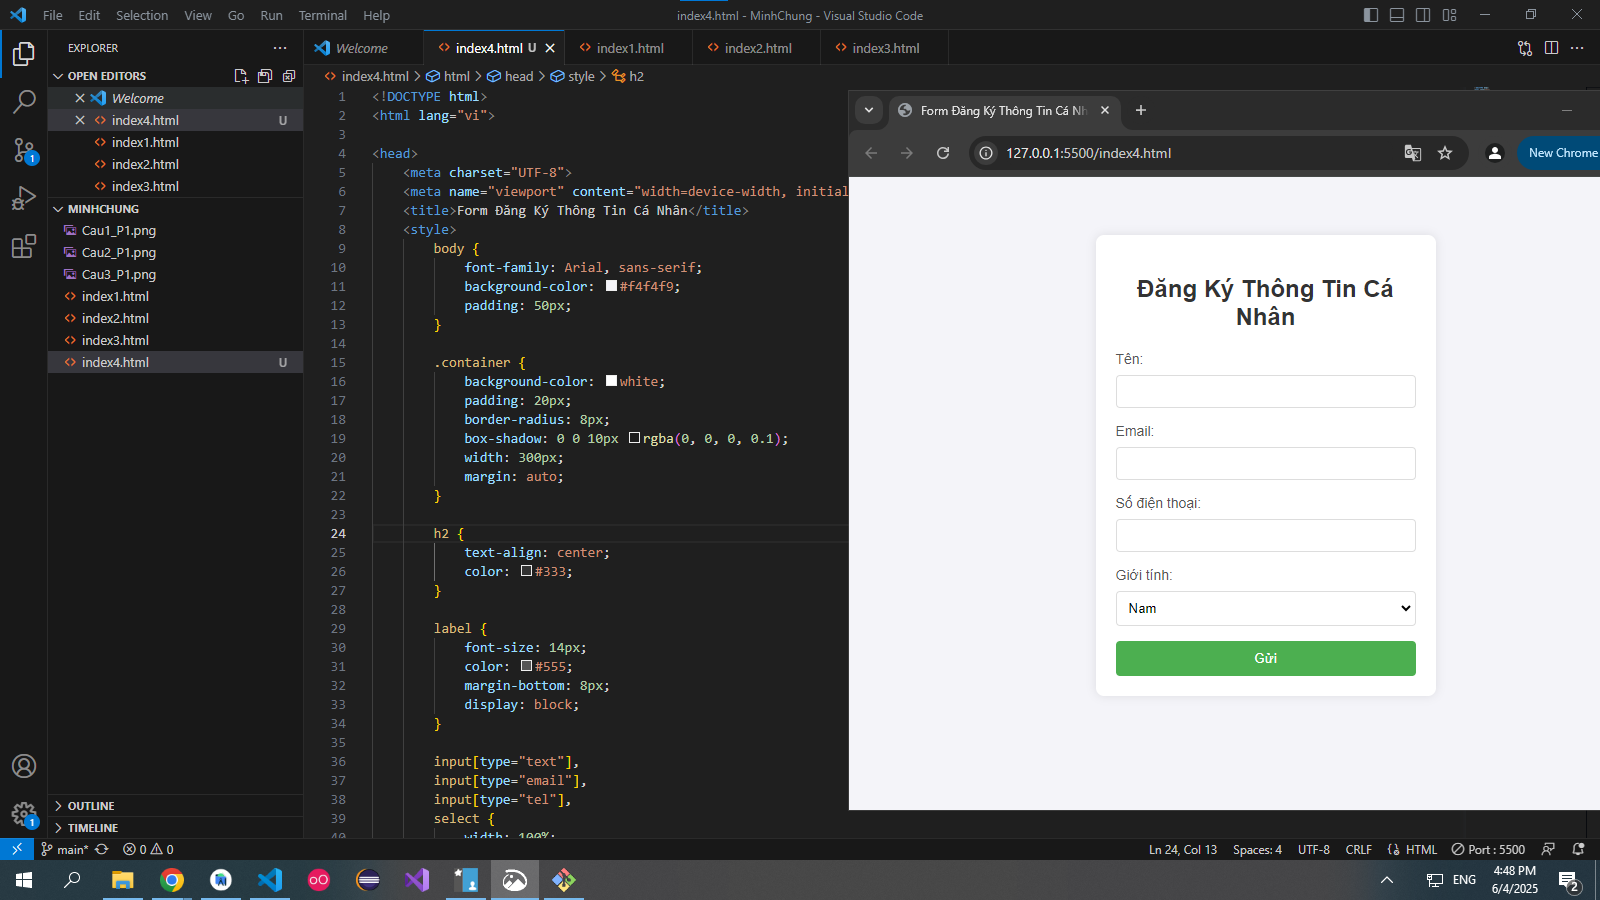 File Edit Selection View Go Run Terminal Help
index4.html - MinhChung - Visual Studio Code
EXPLORER
OPEN EDITORS
Welcome
index4.html U
index1.html
index2.html
index3.html
MINHCHUNG
Cau1_P1.png
Cau2_P1.png
Cau3_P1.png
index1.html
index2.html
index3.html
index4.html U
OUTLINE
TIMELINE
Welcome index4.html U index1.html index2.html index3.html
index4.html > html > head > style > h2
1 <!DOCTYPE html>
2 <html lang="vi">
3
4 <head>
5 <meta charset="UTF-8">
6 <meta name="viewport" content="width=device-width, initial
7 <title>Form Đăng Ký Thông Tin Cá Nhân</title>
8 <style>
9 body {
10 font-family: Arial, sans-serif;
11 background-color: #f4f4f9;
12 padding: 50px;
13 }
14
15 .container {
16 background-color: white;
17 padding: 20px;
18 border-radius: 8px;
19 box-shadow: 0 0 10px rgba(0, 0, 0, 0.1);
20 width: 300px;
21 margin: auto;
22 }
23
24 h2 {
25 text-align: center;
26 color: #333;
27 }
28
29 label {
30 font-size: 14px;
31 color: #555;
32 margin-bottom: 8px;
33 display: block;
34 }
35
36 input[type="text"],
37 input[type="email"],
38 input[type="tel"],
39 select {
40 width: 100%;
Form Đăng Ký Thông Tin Cá Nh
127.0.0.1:5500/index4.html
New Chrome
Đăng Ký Thông Tin Cá
Nhân
Tên:
Email:
Số điện thoại:
Giới tính:
Nam
Gửi
main* 0 0
Ln 24, Col 13 Spaces: 4 UTF-8 CRLF HTML Port : 5500
ENG
4:48 PM
6/4/2025
2